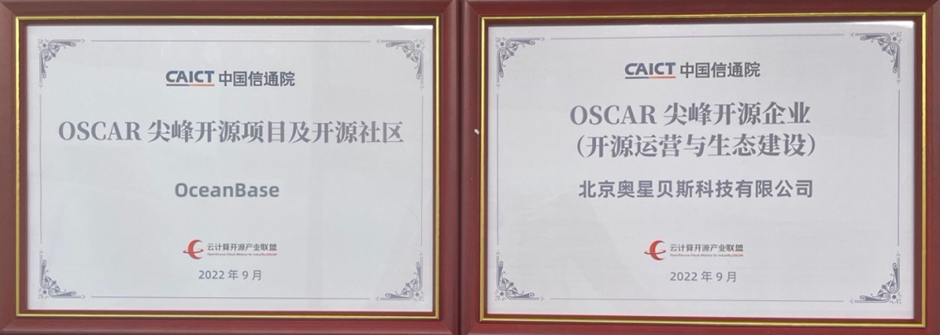 CAICT 中国信通院
OSCAR 尖峰开源项目及开源社区
OceanBase
云计算开源产业联盟
2022 年 9 月
CAICT 中国信通院
OSCAR 尖峰开源企业
（开源运营与生态建设）
北京奥星贝斯科技有限公司
云计算开源产业联盟
2022 年 9 月